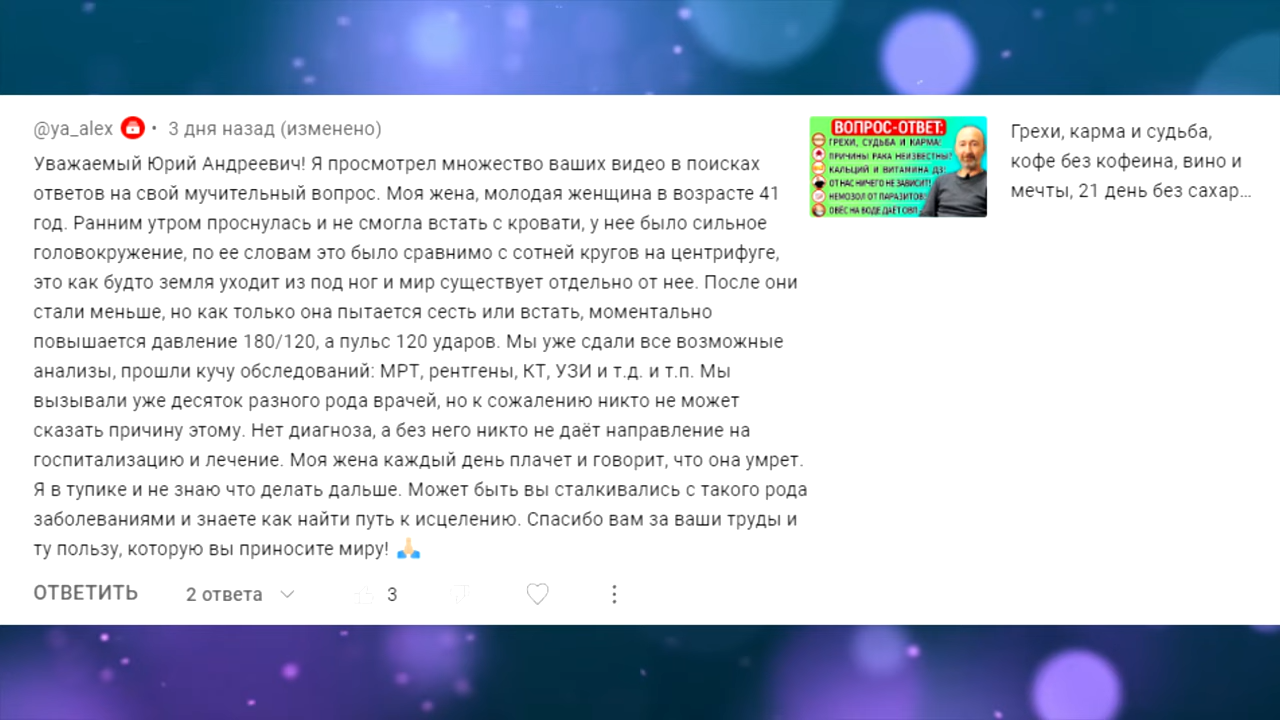 @ya_alex • 3 дня назад (изменено)
Уважаемый Юрий Андреевич! Я просмотрел множество ваших видео в поисках
ответов на свой мучительный вопрос. Моя жена, молодая женщина в возрасте 41
год. Ранним утром проснулась и не смогла встать с кровати, у нее было сильное
головокружение, по ее словам это было сравнимо с сотней кругов на центрифуге,
это как будто земля уходит из под ног и мир существует отдельно от нее. После они
стали меньше, но как только она пытается сесть или встать, моментально
повышается давление 180/120, а пульс 120 ударов. Мы уже сдали все возможные
анализы, прошли кучу обследований: МРТ, рентгены, КТ, УЗИ и т.д. и т.п. Мы
вызывали уже десяток разного рода врачей, но к сожалению никто не может
сказать причину этому. Нет диагноза, а без него никто не даёт направление на
госпитализацию и лечение. Моя жена каждый день плачет и говорит, что она умрет.
Я в тупике и не знаю что делать дальше. Может быть вы сталкивались с такого рода
заболеваниями и знаете как найти путь к исцелению. Спасибо вам за ваши труды и
ту пользу, которую вы приносите миру! 🙏
ОТВЕТИТЬ 2 ответа 3
ВОПРОС-ОТВЕТ:
ГРЕХИ, СУДЬБА И КАРМА!
ПРИЧИНЫ РАКА НЕИЗВЕСТНЫ?
КАЛЬЦИЙ И ВИТАМИНА Д3:
ОТ НАС НИЧЕГО НЕ ЗАВИСИТ!
НЕМОЗОЛ ОТ ПАРАЗИТОВ:
ОВЁС НА ВОДЕ ДАЁТ
Грехи, карма и судьба,
кофе без кофеина, вино и
мечты, 21 день без сахар...